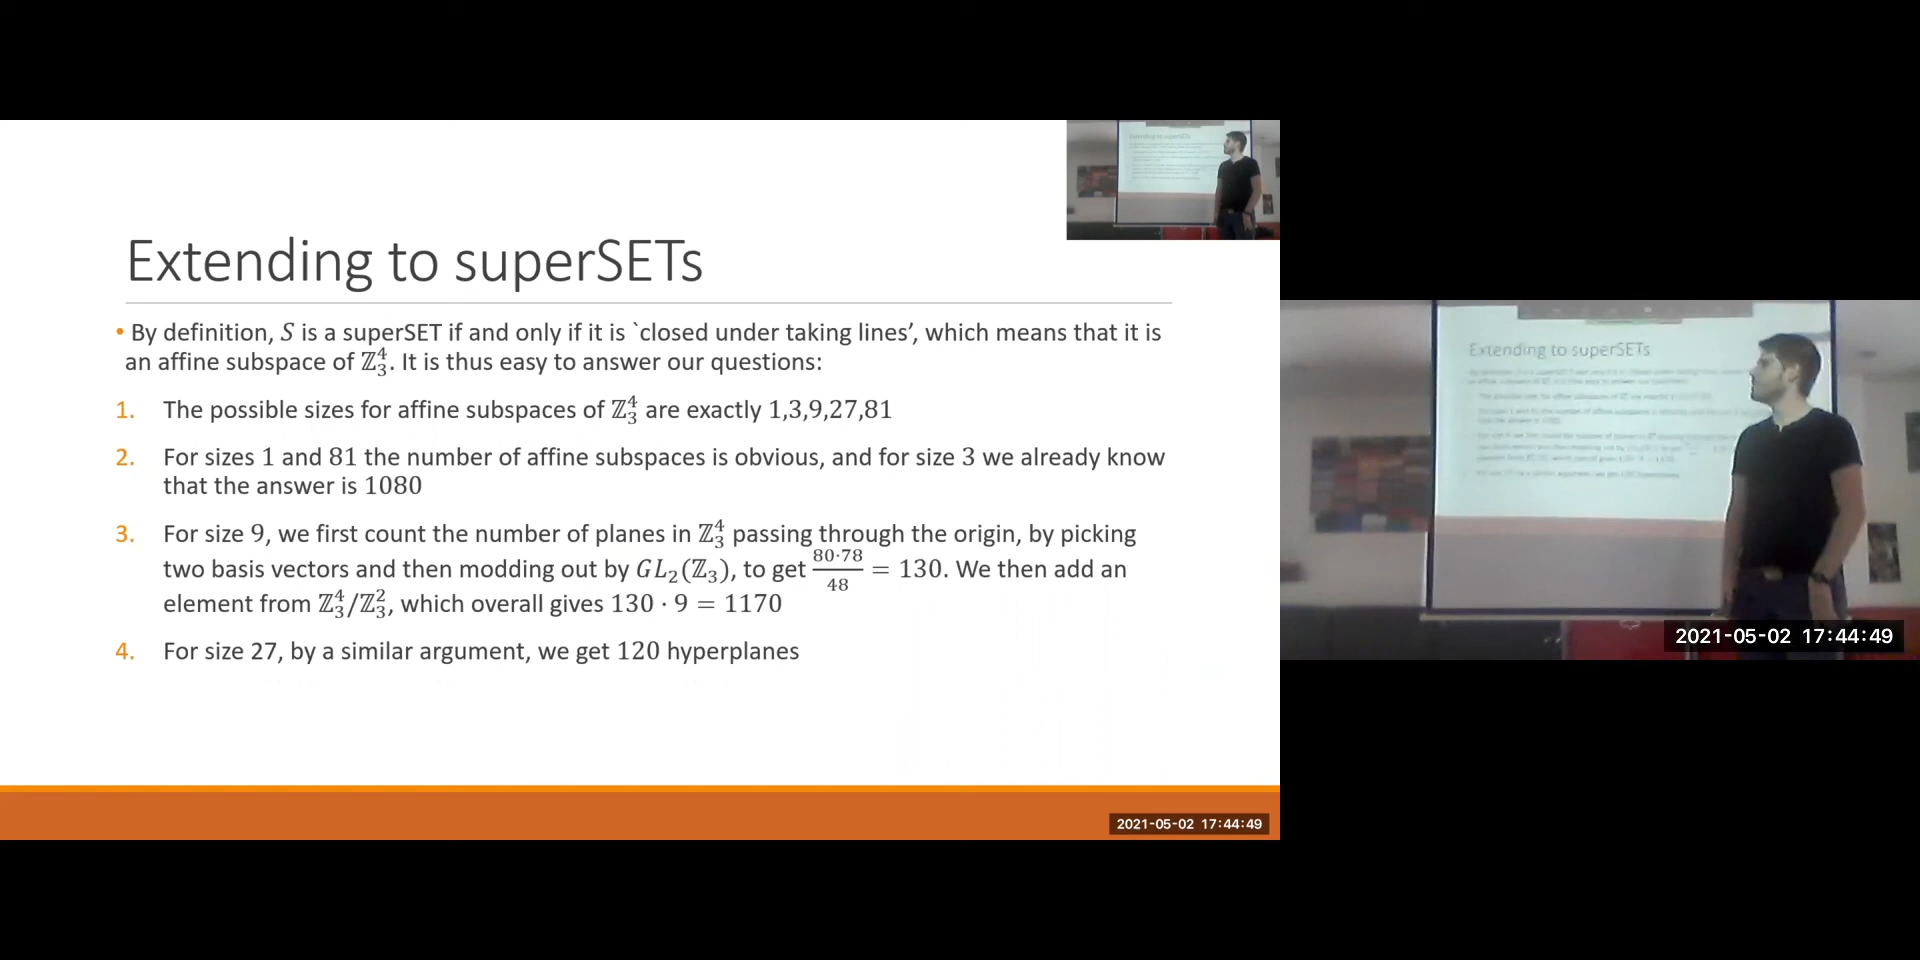 Extending to superSETs
• By definition, 𝑆 is a superSET if and only if it is `closed under taking lines’, which means that it is
an affine subspace of ℤ₃⁴. It is thus easy to answer our questions:
1. The possible sizes for affine subspaces of ℤ₃⁴ are exactly 1,3,9,27,81
2. For sizes 1 and 81 the number of affine subspaces is obvious, and for size 3 we already know
that the answer is 1080
3. For size 9, we first count the number of planes in ℤ₃⁴ passing through the origin, by picking
two basis vectors and then modding out by 𝐺𝐿₂(ℤ₃), to get 80·78/48 = 130. We then add an
element from ℤ₃⁴/ℤ₃², which overall gives 130 · 9 = 1170
4. For size 27, by a similar argument, we get 120 hyperplanes
2021-05-02 17:44:49
Extending to superSETs
Extending to superSETs
2021-05-02 17:44:49